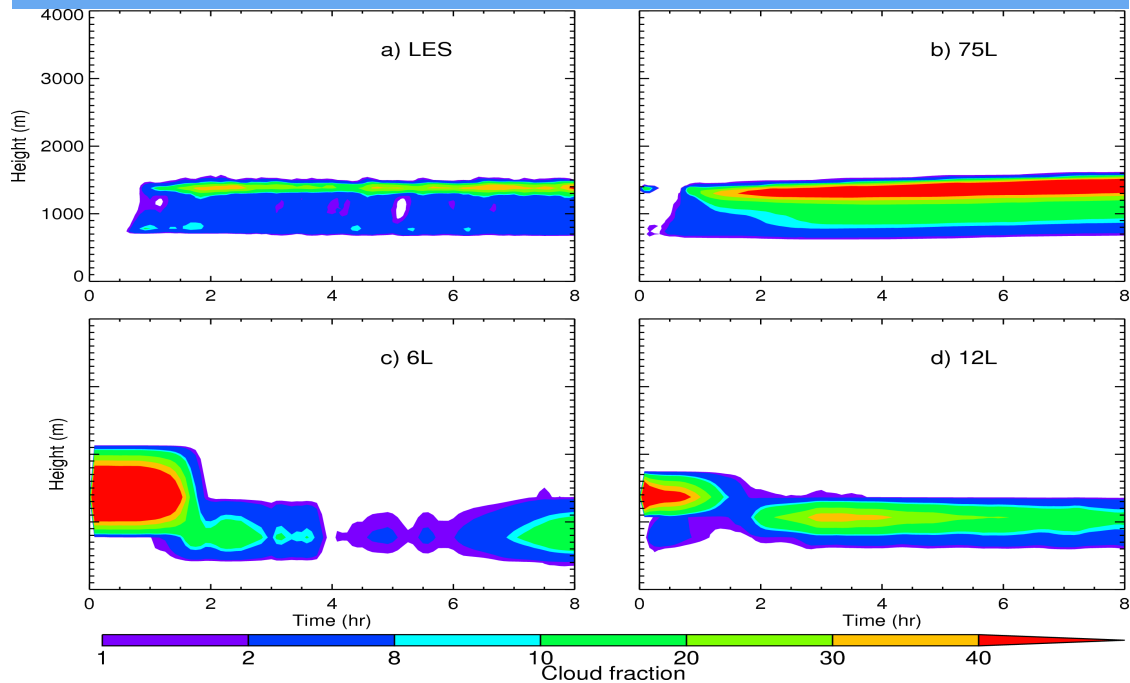 4000
3000
2000
1000
0
Height (m)
a) LES
0 2 4 6 8
b) 75L
0 2 4 6 8
Height (m)
c) 6L
0 2 4 6 8
Time (hr)
d) 12L
0 2 4 6 8
Time (hr)
1 2 8 10 20 30 40
Cloud fraction